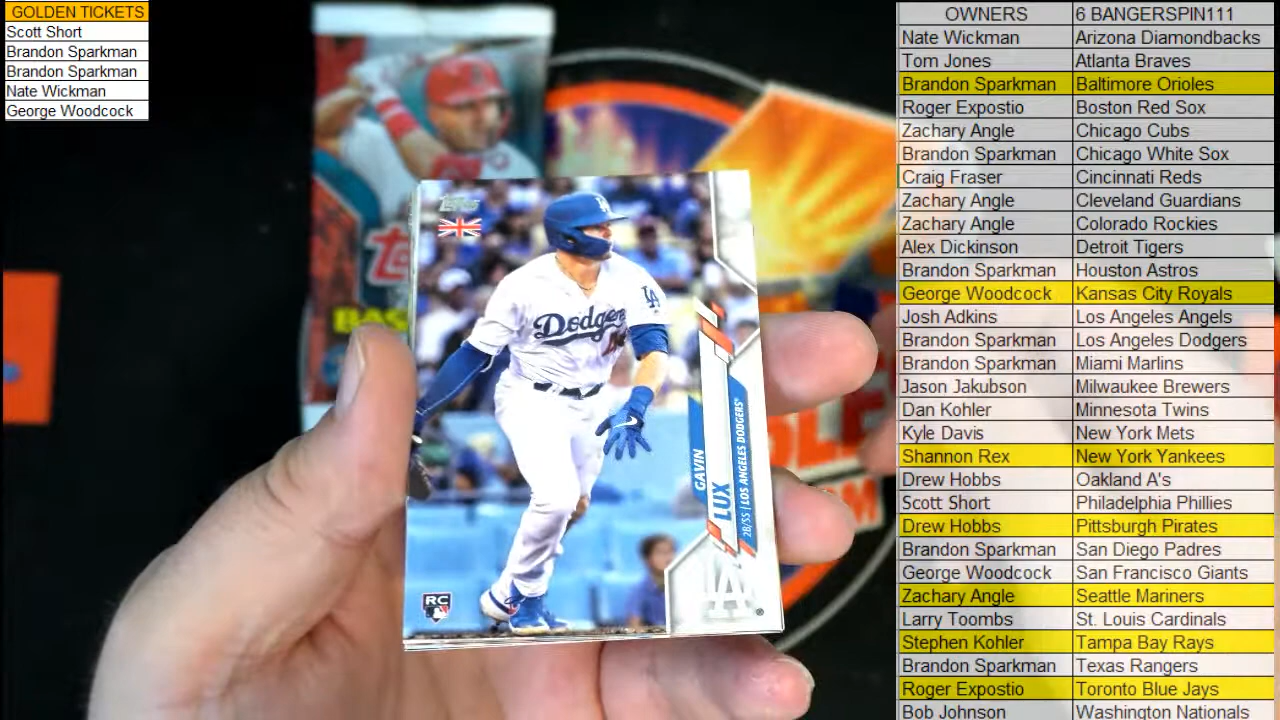 GOLDEN TICKETS
Scott Short
Brandon Sparkman
Brandon Sparkman
Nate Wickman
George Woodcock
OWNERS 6 BANGERSPIN111
Nate Wickman Arizona Diamondbacks
Tom Jones Atlanta Braves
Brandon Sparkman Baltimore Orioles
Roger Expostio Boston Red Sox
Zachary Angle Chicago Cubs
Brandon Sparkman Chicago White Sox
Craig Fraser Cincinnati Reds
Zachary Angle Cleveland Guardians
Zachary Angle Colorado Rockies
Alex Dickinson Detroit Tigers
Brandon Sparkman Houston Astros
George Woodcock Kansas City Royals
Josh Adkins Los Angeles Angels
Brandon Sparkman Los Angeles Dodgers
Brandon Sparkman Miami Marlins
Jason Jakubson Milwaukee Brewers
Dan Kohler Minnesota Twins
Kyle Davis New York Mets
Shannon Rex New York Yankees
Drew Hobbs Oakland A's
Scott Short Philadelphia Phillies
Drew Hobbs Pittsburgh Pirates
Brandon Sparkman San Diego Padres
George Woodcock San Francisco Giants
Zachary Angle Seattle Mariners
Larry Toombs St. Louis Cardinals
Stephen Kohler Tampa Bay Rays
Brandon Sparkman Texas Rangers
Roger Expostio Toronto Blue Jays
Bob Johnson Washington Nationals
Topps
LA
Dodgers
GAVIN
LUX
2B/SS | LOS ANGELES DODGERS®
LA
RC